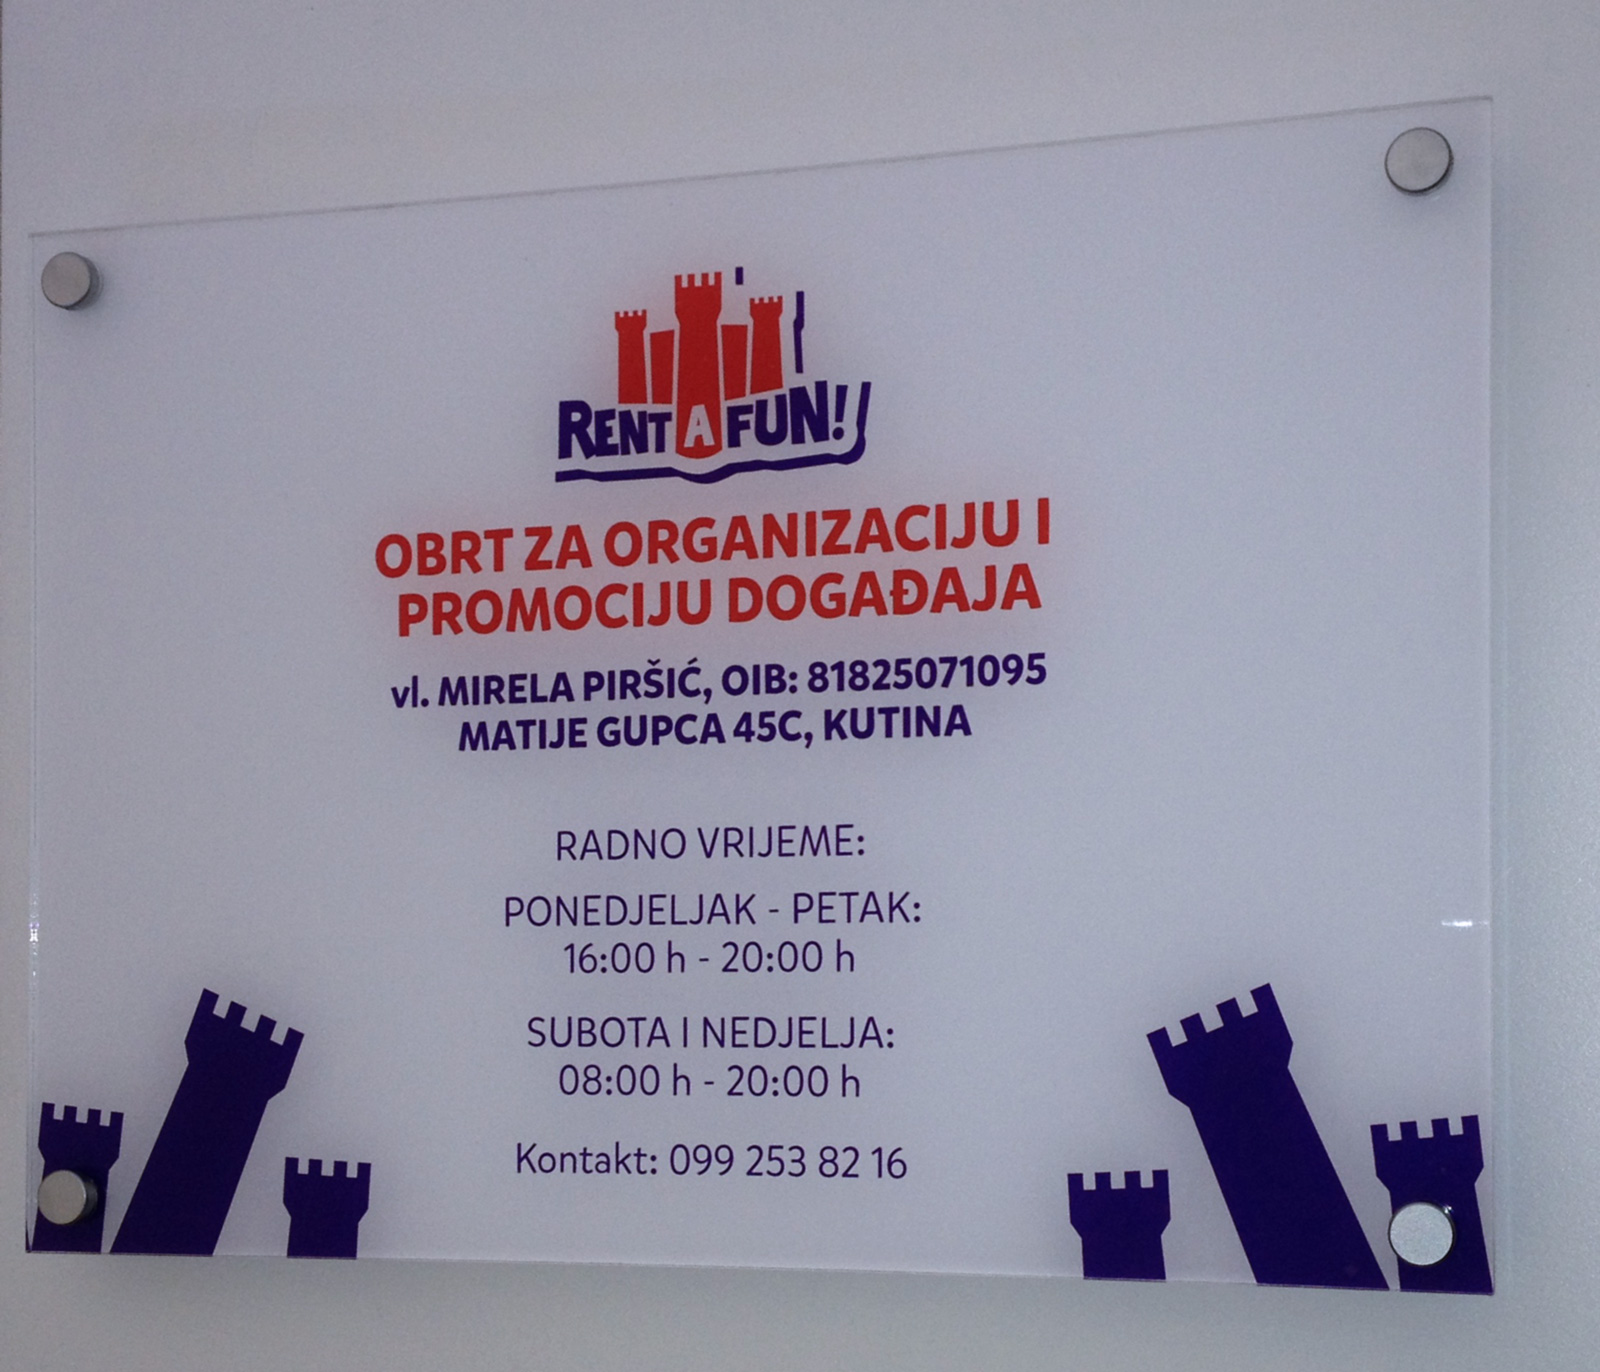 RENT A FUN!
OBRT ZA ORGANIZACIJU I
PROMOCIJU DOGAĐAJA
vl. MIRELA PIRŠIĆ, OIB: 81825071095
MATIJE GUPCA 45C, KUTINA
RADNO VRIJEME:
PONEDJELJAK - PETAK:
16:00 h - 20:00 h
SUBOTA I NEDJELJA:
08:00 h - 20:00 h
Kontakt: 099 253 82 16